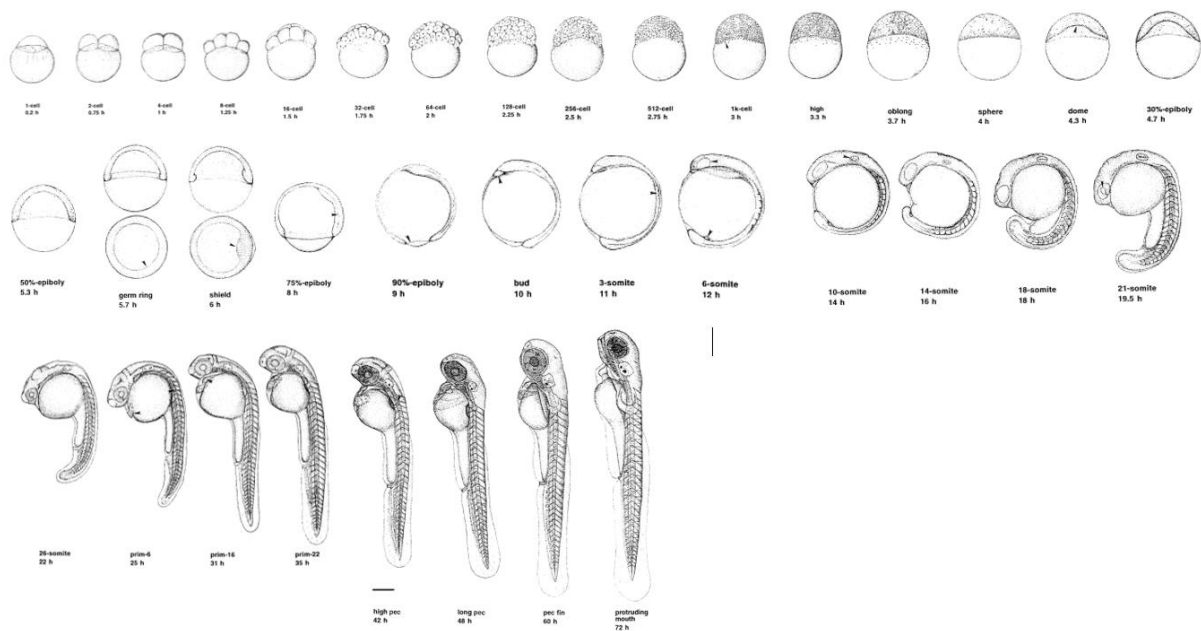 1-cell
0.2 h
2-cell
0.75 h
4-cell
1 h
8-cell
1.25 h
16-cell
1.5 h
32-cell
1.75 h
64-cell
2 h
128-cell
2.25 h
256-cell
2.5 h
512-cell
2.75 h
1k-cell
3 h
high
3.3 h
oblong
3.7 h
sphere
4 h
dome
4.3 h
30%-epiboly
4.7 h
50%-epiboly
5.3 h
germ ring
5.7 h
shield
6 h
75%-epiboly
8 h
90%-epiboly
9 h
bud
10 h
3-somite
11 h
6-somite
12 h
10-somite
14 h
14-somite
16 h
18-somite
18 h
21-somite
19.5 h
26-somite
22 h
prim-6
25 h
prim-16
31 h
prim-22
35 h
high pec
42 h
long pec
48 h
pec fin
60 h
protruding
mouth
72 h